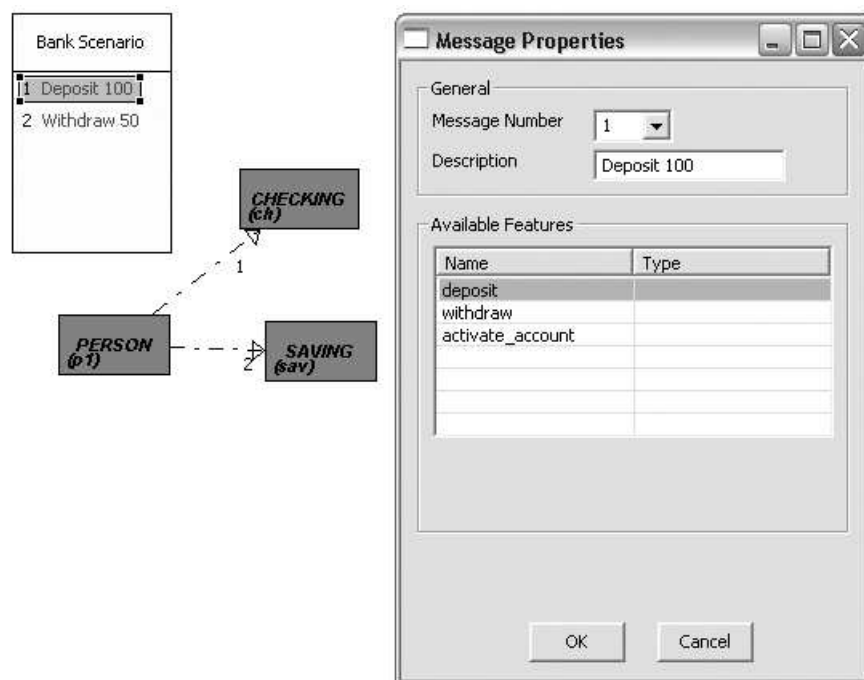 Bank Scenario
1 Deposit 100
2 Withdraw 50
CHECKING
(ch)
1
PERSON
(p1)
2
SAVING
(sav)
Message Properties
General
Message Number 1
Description Deposit 100
Available Features
Name Type
deposit
withdraw
activate_account
OK Cancel